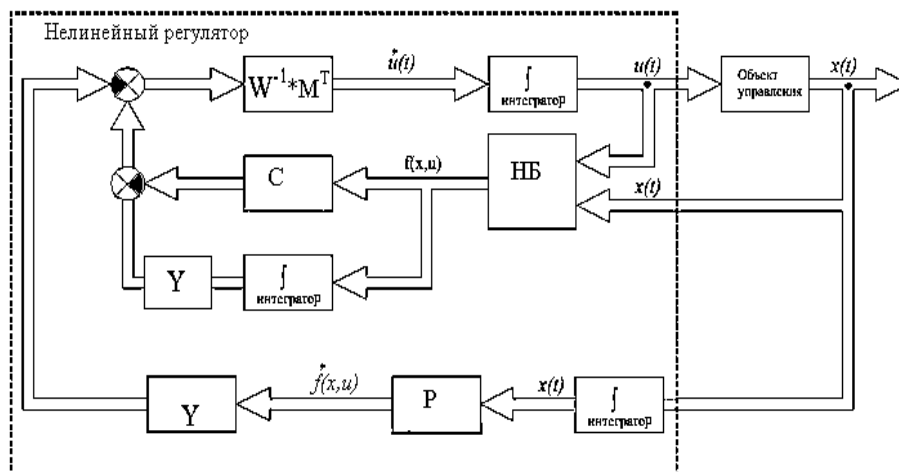 Нелинейный регулятор
W⁻¹*Mᵀ
u̇(t)
∫
интегратор
u(t)
Объект
управления
x(t)
C
f(x,u)
НБ
x(t)
Y
∫
интегратор
Y
ḟ(x,u)
P
x(t)
∫
интегратор